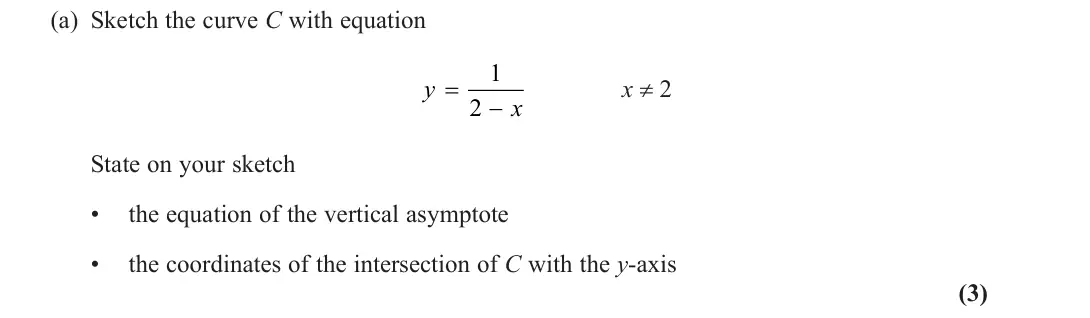 (a) Sketch the curve C with equation
y = 1 / (2 – x)    x ≠ 2
State on your sketch
• the equation of the vertical asymptote
• the coordinates of the intersection of C with the y-axis
(3)